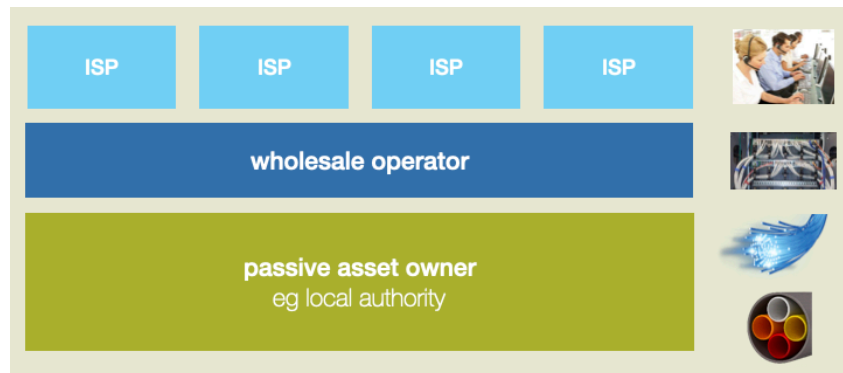 ISP
ISP
ISP
ISP
wholesale operator
passive asset owner
eg local authority